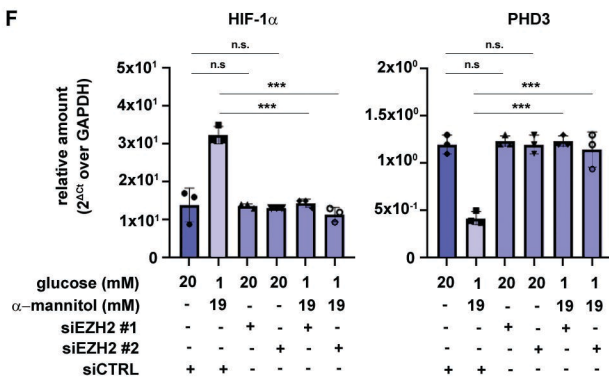 F
HIF-1α
PHD3
n.s.
n.s
***
***
n.s.
n.s
***
***
relative amount
(2^ΔCt over GAPDH)
5x10¹
4x10¹
3x10¹
2x10¹
1x10¹
0
2x10⁰
1x10⁰
1x10⁰
5x10⁻¹
0
glucose (mM) 20 1 20 20 1 1 20 1 20 20 1 1
α-mannitol (mM) - 19 - - 19 19 - 19 - - 19 19
siEZH2 #1 - - + - + - - - + - + -
siEZH2 #2 - - - + - + - - - + - +
siCTRL + + - - - - + + - - - -